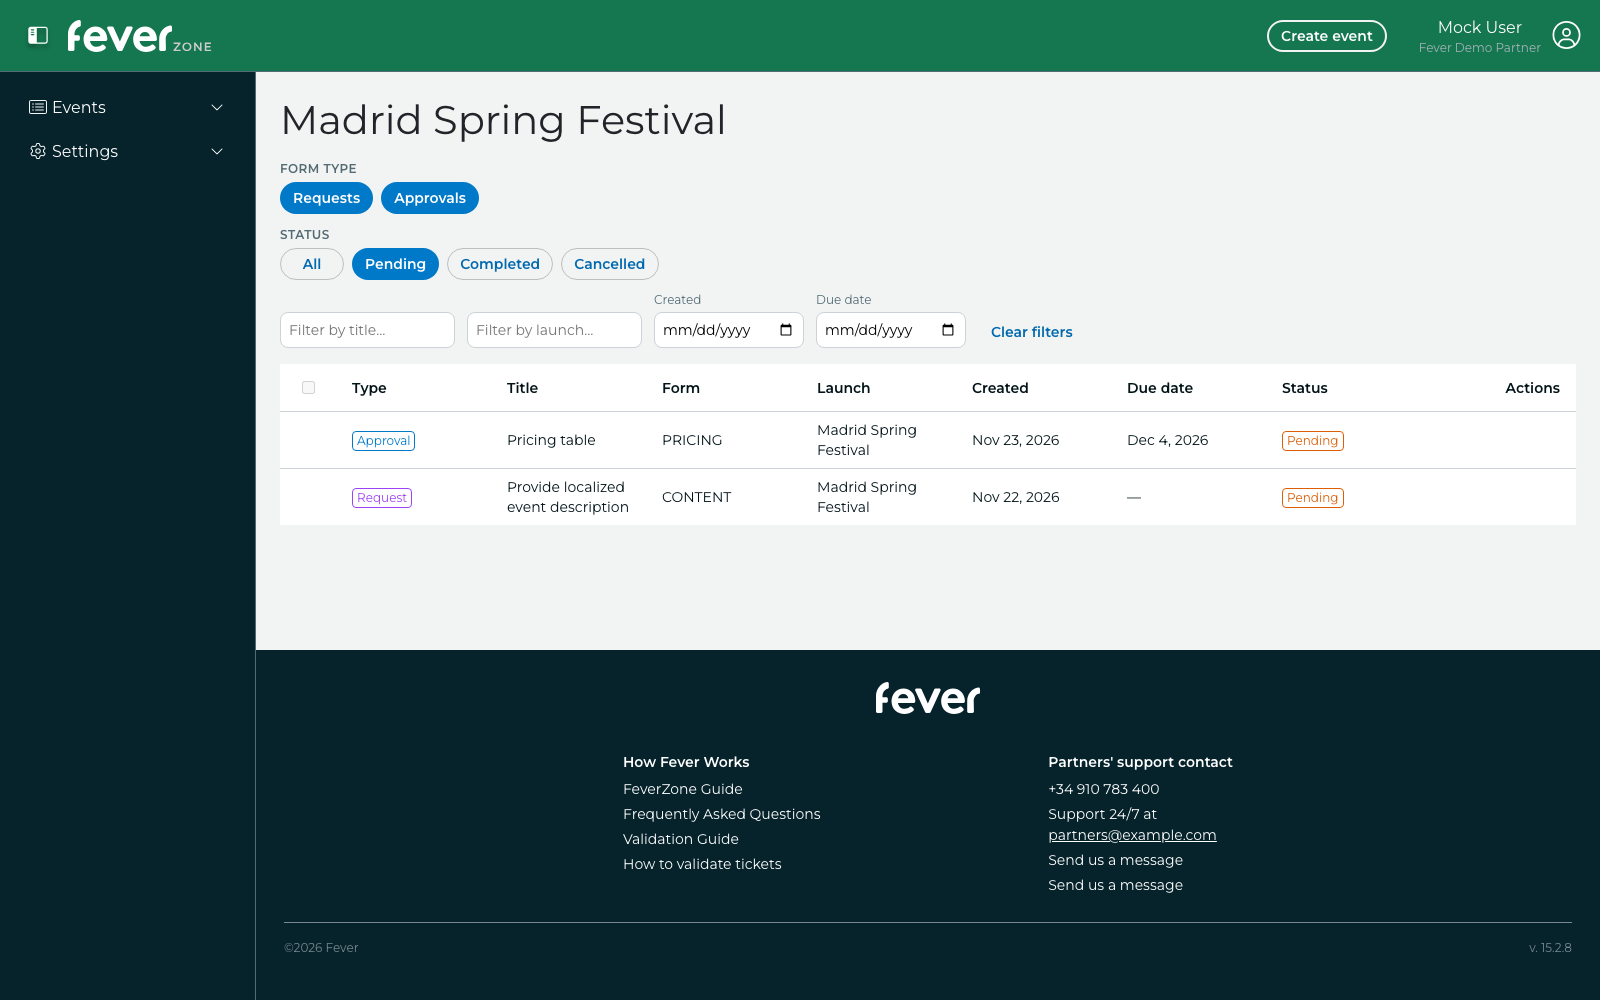 fever ZONE
Create event
Mock User
Fever Demo Partner
Events
Settings
Madrid Spring Festival
FORM TYPE
Requests Approvals
STATUS
All Pending Completed Cancelled
Created Due date
Filter by title... Filter by launch... mm/dd/yyyy mm/dd/yyyy Clear filters
Type Title Form Launch Created Due date Status Actions
Approval Pricing table PRICING Madrid Spring Festival Nov 23, 2026 Dec 4, 2026 Pending
Request Provide localized event description CONTENT Madrid Spring Festival Nov 22, 2026 — Pending
fever
How Fever Works
FeverZone Guide
Frequently Asked Questions
Validation Guide
How to validate tickets
Partners' support contact
+34 910 783 400
Support 24/7 at
partners@example.com
Send us a message
Send us a message
©2026 Fever
v. 15.2.8